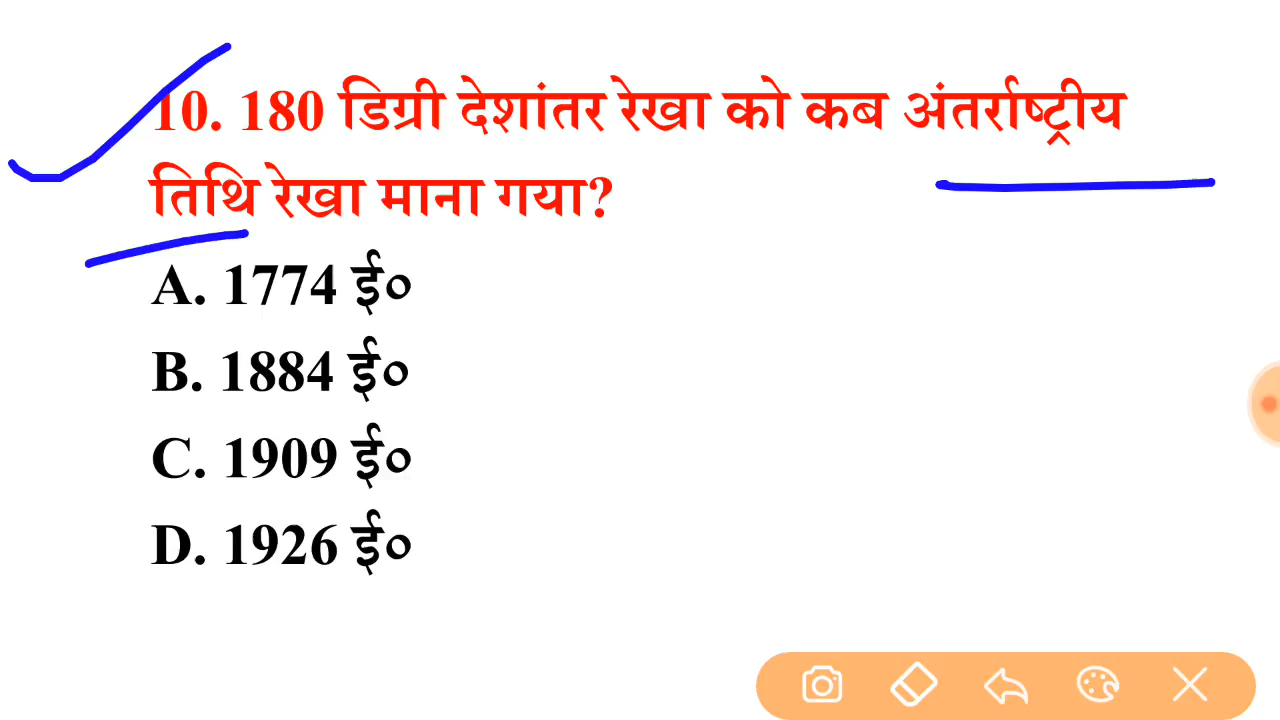 10. 180 डिग्री देशांतर रेखा को कब अंतर्राष्ट्रीय
तिथि रेखा माना गया?
A. 1774 ई०
B. 1884 ई०
C. 1909 ई०
D. 1926 ई०